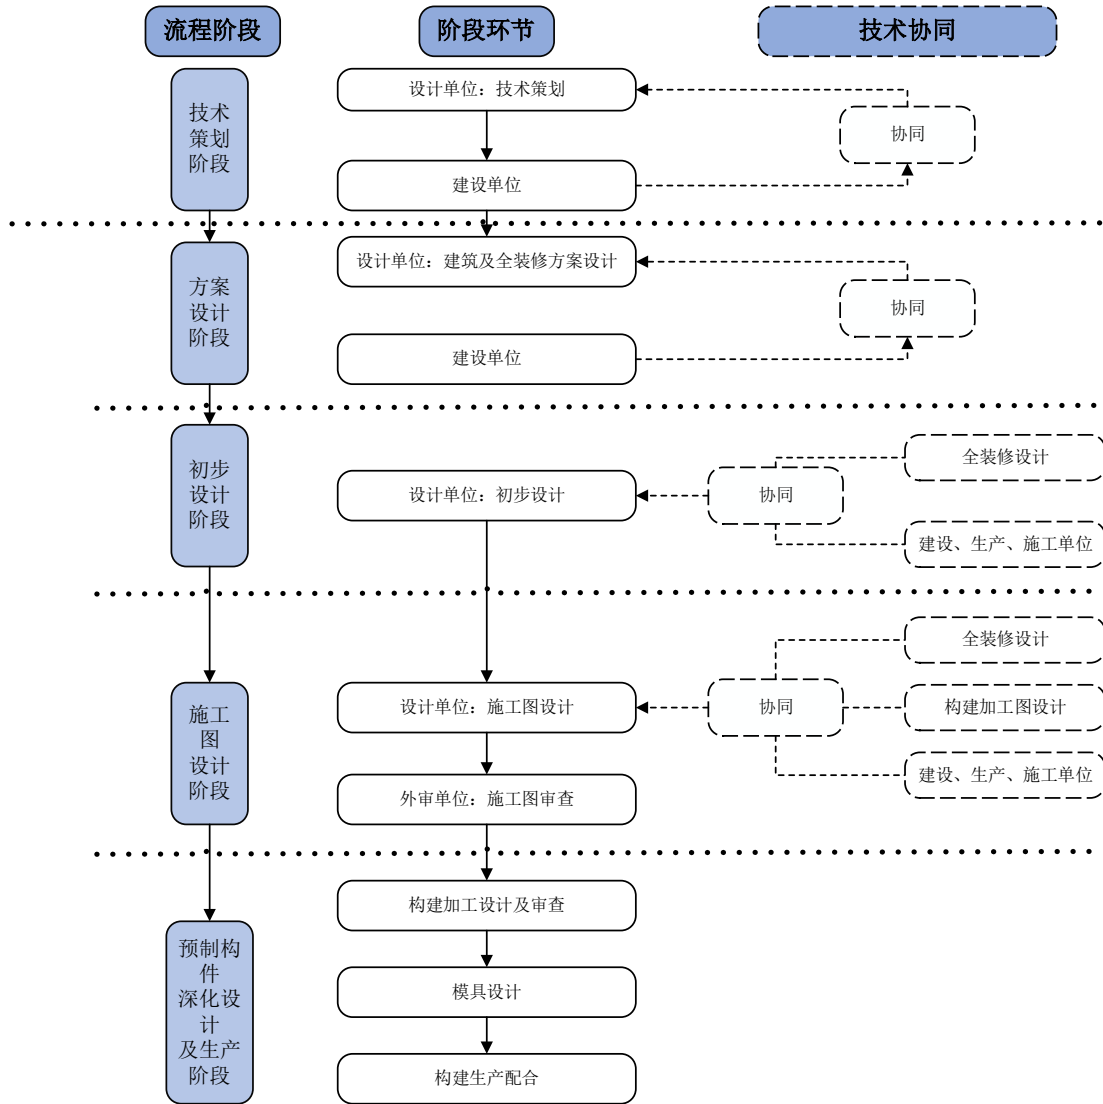 流程阶段
阶段环节
技术协同
技术
策划
阶段
设计单位：技术策划
协同
建设单位
方案
设计
阶段
设计单位：建筑及全装修方案设计
协同
建设单位
初步
设计
阶段
设计单位：初步设计
协同
全装修设计
建设、生产、施工单位
施工
图
设计
阶段
设计单位：施工图设计
协同
全装修设计
构建加工图设计
建设、生产、施工单位
外审单位：施工图审查
预制构
件
深化设
计
及生产
阶段
构建加工设计及审查
模具设计
构建生产配合